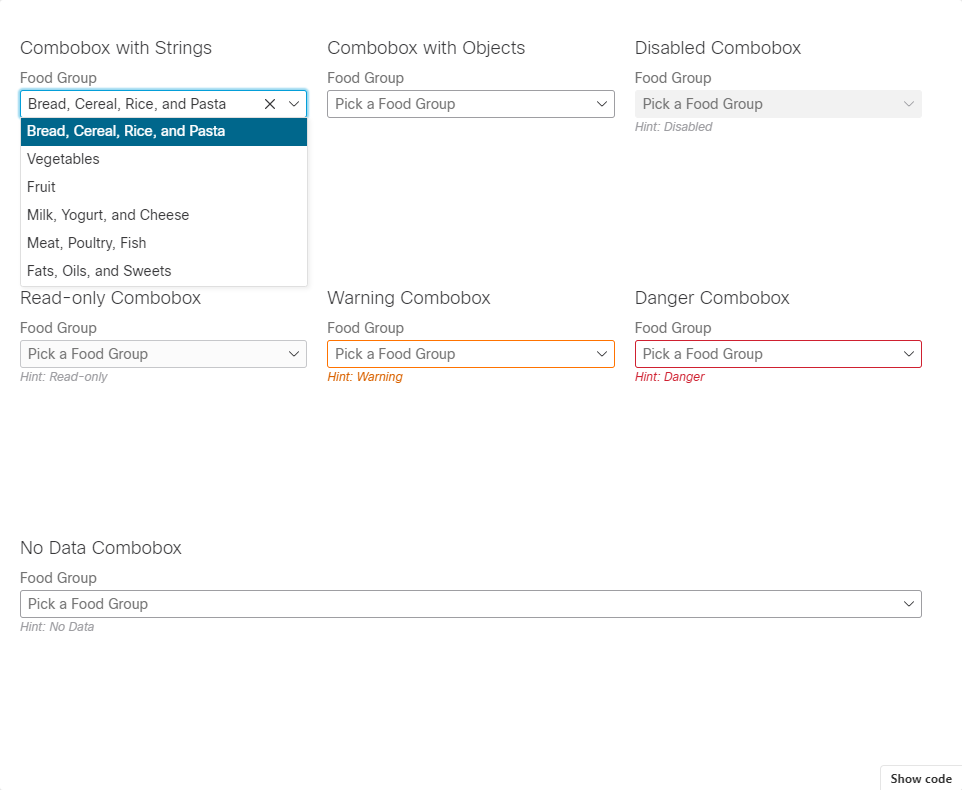 Combobox with Strings
Food Group
Bread, Cereal, Rice, and Pasta
Bread, Cereal, Rice, and Pasta
Vegetables
Fruit
Milk, Yogurt, and Cheese
Meat, Poultry, Fish
Fats, Oils, and Sweets
Combobox with Objects
Food Group
Pick a Food Group
Disabled Combobox
Food Group
Pick a Food Group
Hint: Disabled
Read-only Combobox
Food Group
Pick a Food Group
Hint: Read-only
Warning Combobox
Food Group
Pick a Food Group
Hint: Warning
Danger Combobox
Food Group
Pick a Food Group
Hint: Danger
No Data Combobox
Food Group
Pick a Food Group
Hint: No Data
Show code